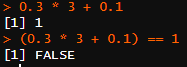 > 0.3 * 3 + 0.1
[1] 1
> (0.3 * 3 + 0.1) == 1
[1] FALSE